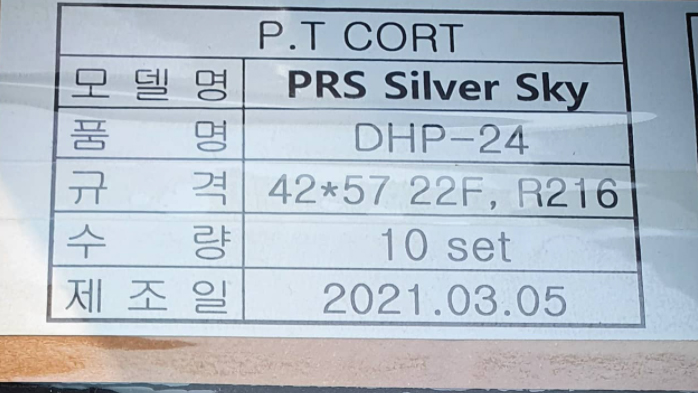 P.T CORT
모 델 명 PRS Silver Sky
품 명 DHP-24
규 격 42*57 22F, R216
수 량 10 set
제 조 일 2021.03.05